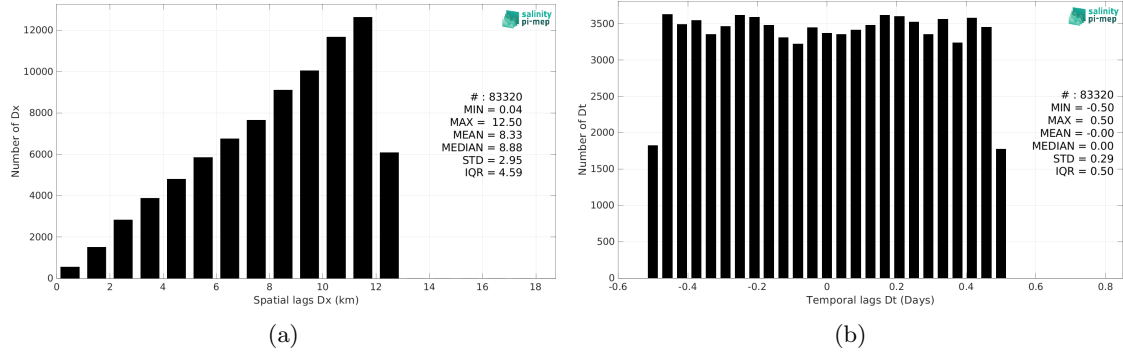 salinity
pi-mep
12000
10000
8000
6000
4000
2000
0
Number of Dx
# : 83320
MIN = 0.04
MAX = 12.50
MEAN = 8.33
MEDIAN = 8.88
STD = 2.95
IQR = 4.59
0 2 4 6 8 10 12 14 16 18
Spatial lags Dx (km)
(a)
salinity
pi-mep
3500
3000
2500
2000
1500
1000
500
0
Number of Dt
# : 83320
MIN = -0.50
MAX = 0.50
MEAN = -0.00
MEDIAN = 0.00
STD = 0.29
IQR = 0.50
-0.6 -0.4 -0.2 0 0.2 0.4 0.6 0.8
Temporal lags Dt (Days)
(b)